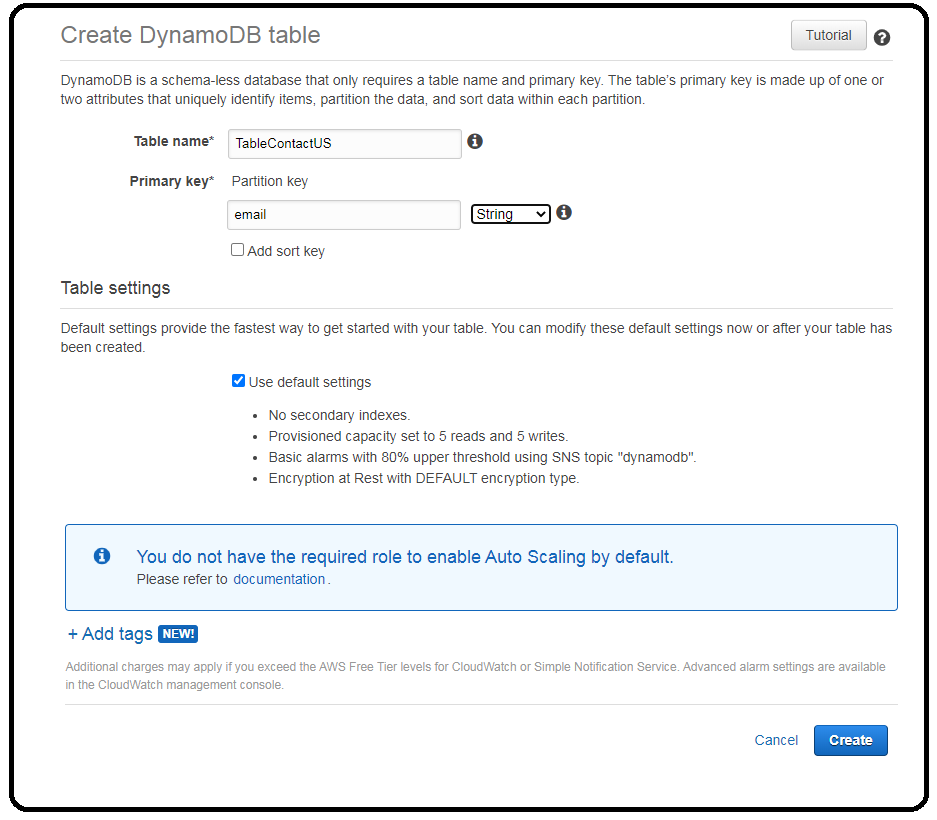 Create DynamoDB table
Tutorial
DynamoDB is a schema-less database that only requires a table name and primary key. The table's primary key is made up of one or
two attributes that uniquely identify items, partition the data, and sort data within each partition.
Table name*
TableContactUS
Primary key*
Partition key
email
String
Add sort key
Table settings
Default settings provide the fastest way to get started with your table. You can modify these default settings now or after your table has
been created.
Use default settings
• No secondary indexes.
• Provisioned capacity set to 5 reads and 5 writes.
• Basic alarms with 80% upper threshold using SNS topic "dynamodb".
• Encryption at Rest with DEFAULT encryption type.
You do not have the required role to enable Auto Scaling by default.
Please refer to documentation.
+ Add tags NEW!
Additional charges may apply if you exceed the AWS Free Tier levels for CloudWatch or Simple Notification Service. Advanced alarm settings are available
in the CloudWatch management console.
Cancel
Create